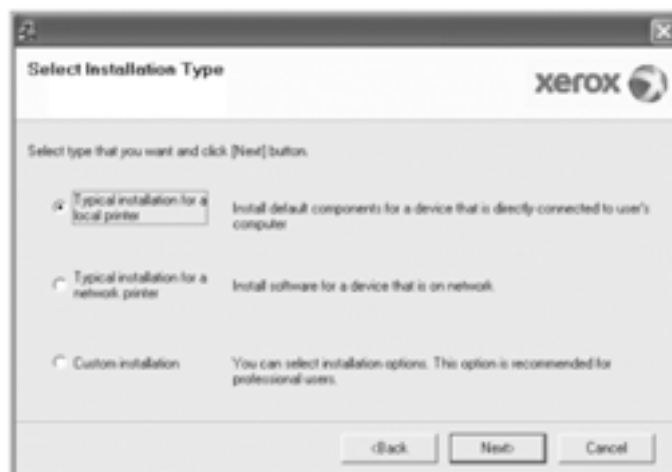 Select Installation Type
xerox
Select type that you want and click [Next] button.
Typical installation for a
local printer
Install default components for a device that is directly connected to user's
computer
Typical installation for a
network printer
Install software for a device that is on network.
Custom installation
You can select installation options. This option is recommended for
professional users.
<Back
Next>
Cancel